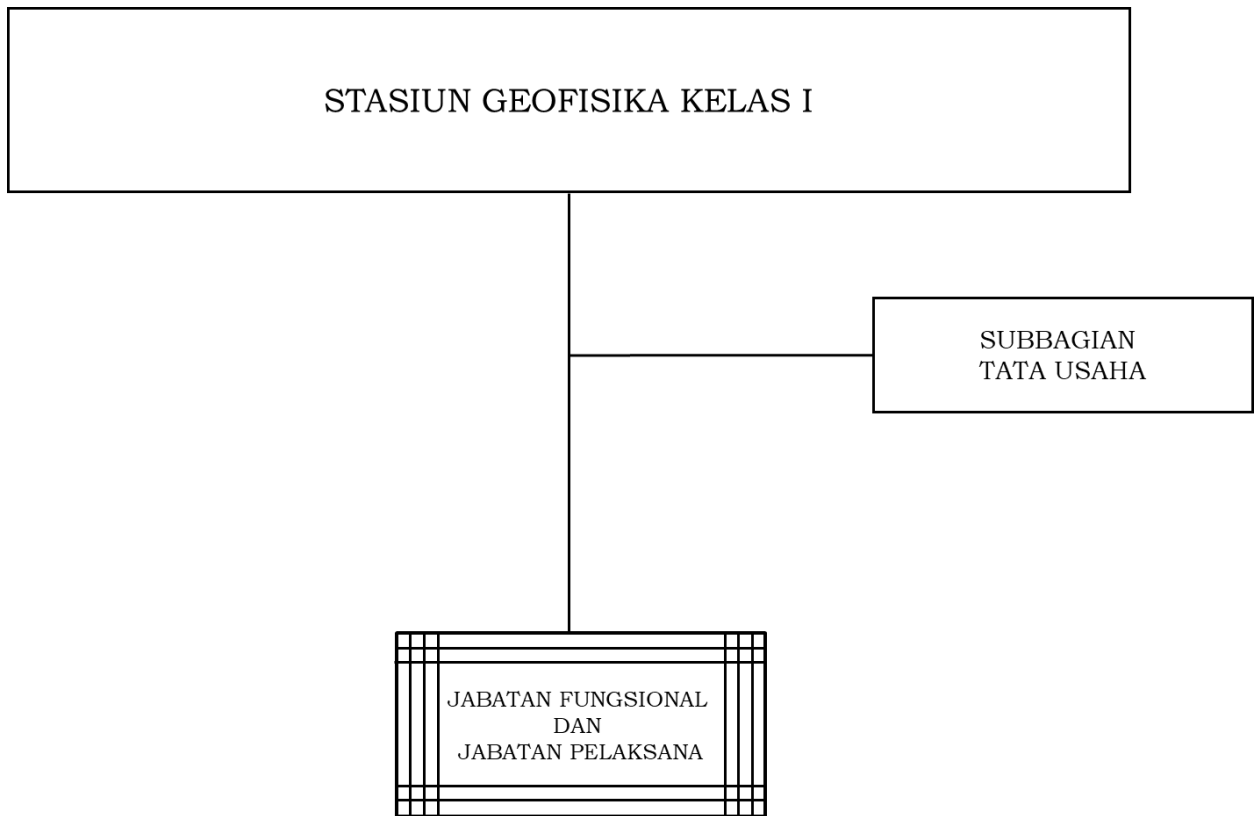 STASIUN GEOFISIKA KELAS I
SUBBAGIAN
TATA USAHA
JABATAN FUNGSIONAL
DAN
JABATAN PELAKSANA